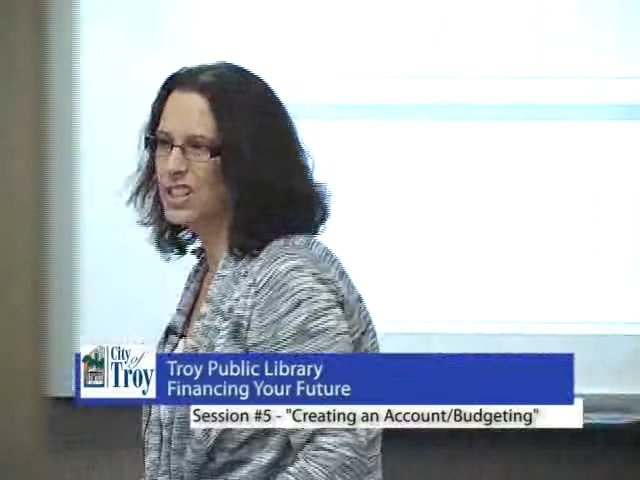 City of Troy
Troy Public Library
Financing Your Future
Session #5 - "Creating an Account/Budgeting"